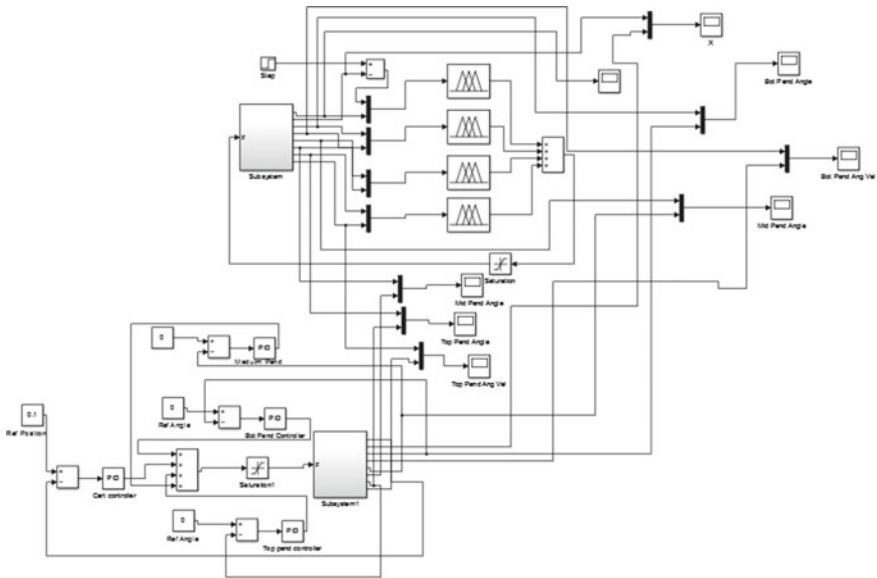 X
Step
Bot Pend Angle
F
Subsystem
Bot Pend Ang Vel
Mid Pend Angle
Saturation
Mid Pend Angle
Top Pend Angle
Top Pend Ang Vel
0
PID
Medium Pend
0.1
Ref Position
0
Ref Angle
PID
Bot Pend Controller
PID
Cart controller
Saturation1
F
Subsystem1
0
Ref Angle
PID
Top pend controller